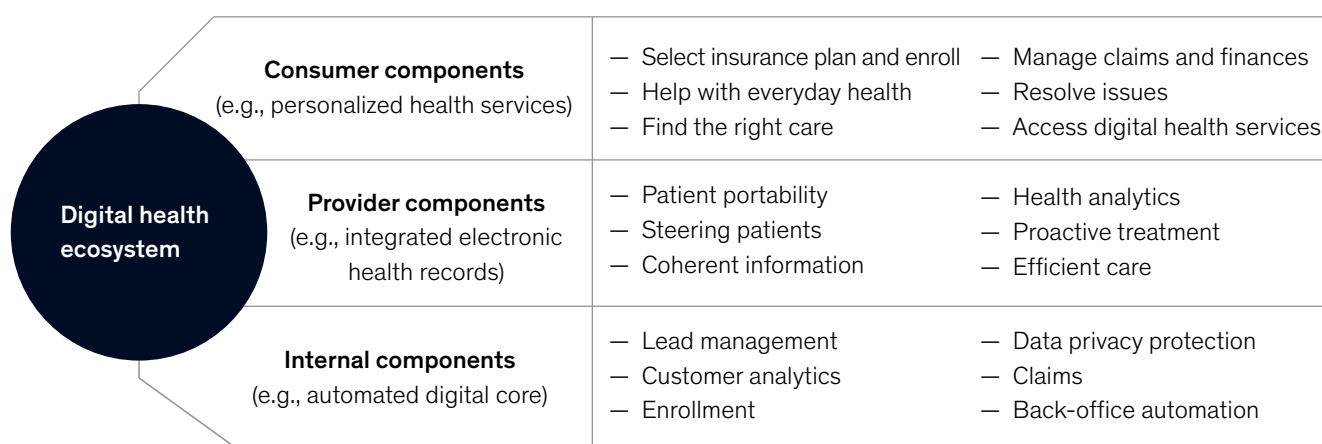 Digital health
ecosystem
Consumer components
(e.g., personalized health services)
— Select insurance plan and enroll
— Help with everyday health
— Find the right care
— Manage claims and finances
— Resolve issues
— Access digital health services
Provider components
(e.g., integrated electronic
health records)
— Patient portability
— Steering patients
— Coherent information
— Health analytics
— Proactive treatment
— Efficient care
Internal components
(e.g., automated digital core)
— Lead management
— Customer analytics
— Enrollment
— Data privacy protection
— Claims
— Back-office automation